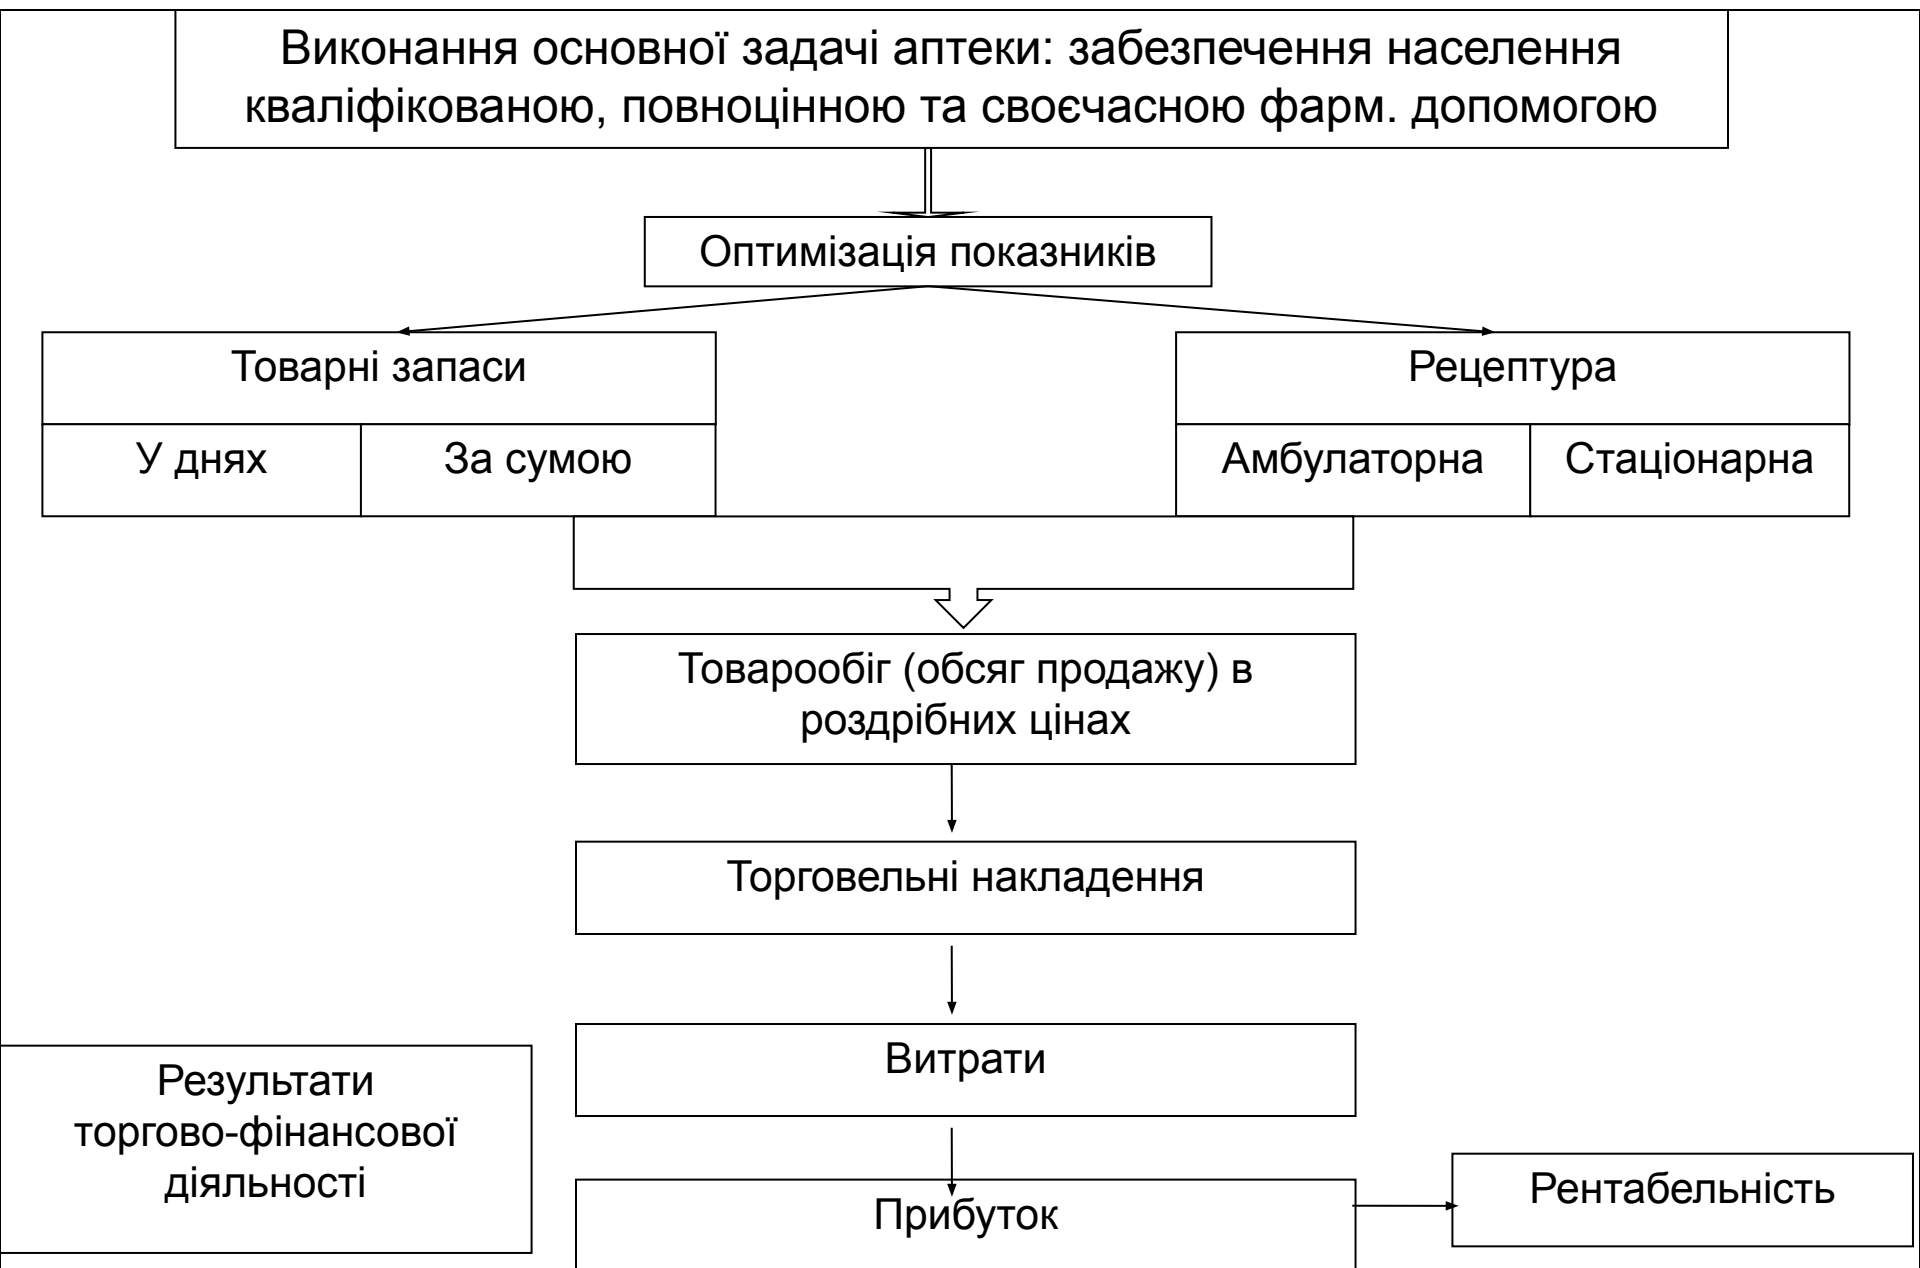 Виконання основної задачі аптеки: забезпечення населення
кваліфікованою, повноцінною та своєчасною фарм. допомогою
Оптимізація показників
Товарні запаси
У днях
За сумою
Рецептура
Амбулаторна
Стаціонарна
Товарообіг (обсяг продажу) в
роздрібних цінах
Торговельні накладення
Витрати
Результати
торгово-фінансової
діяльності
Прибуток
Рентабельність